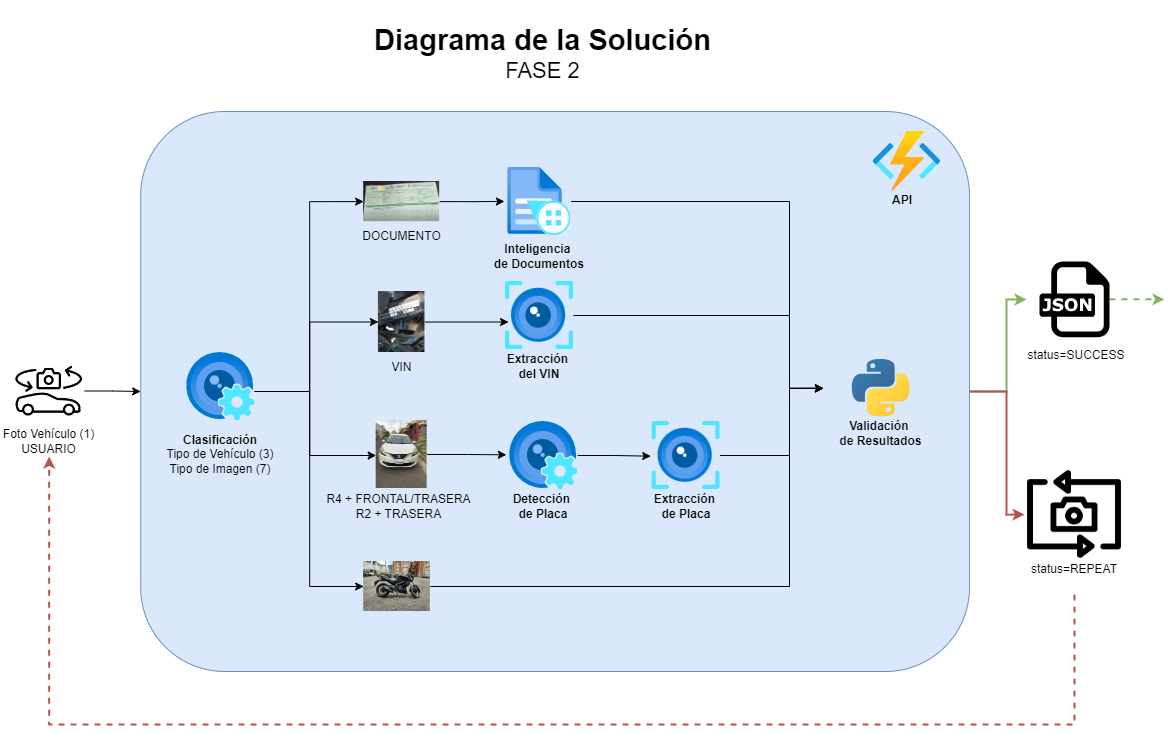 Diagrama de la Solución
FASE 2
API
DOCUMENTO
Inteligencia
de Documentos
VIN
Extracción
del VIN
Foto Vehículo (1)
USUARIO
Clasificación
Tipo de Vehículo (3)
Tipo de Imagen (7)
R4 + FRONTAL/TRASERA
R2 + TRASERA
Detección
de Placa
Extracción
de Placa
Validación
de Resultados
JSON
status=SUCCESS
status=REPEAT